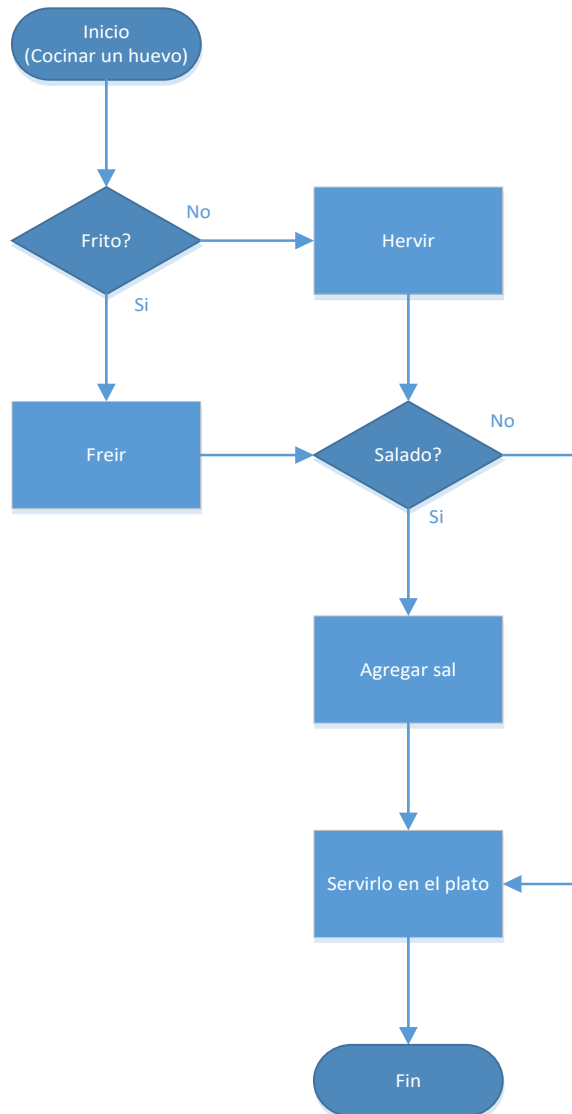 Inicio
(Cocinar un huevo)
No
Frito?
Hervir
Si
No
Freir
Salado?
Si
Agregar sal
Servirlo en el plato
Fin